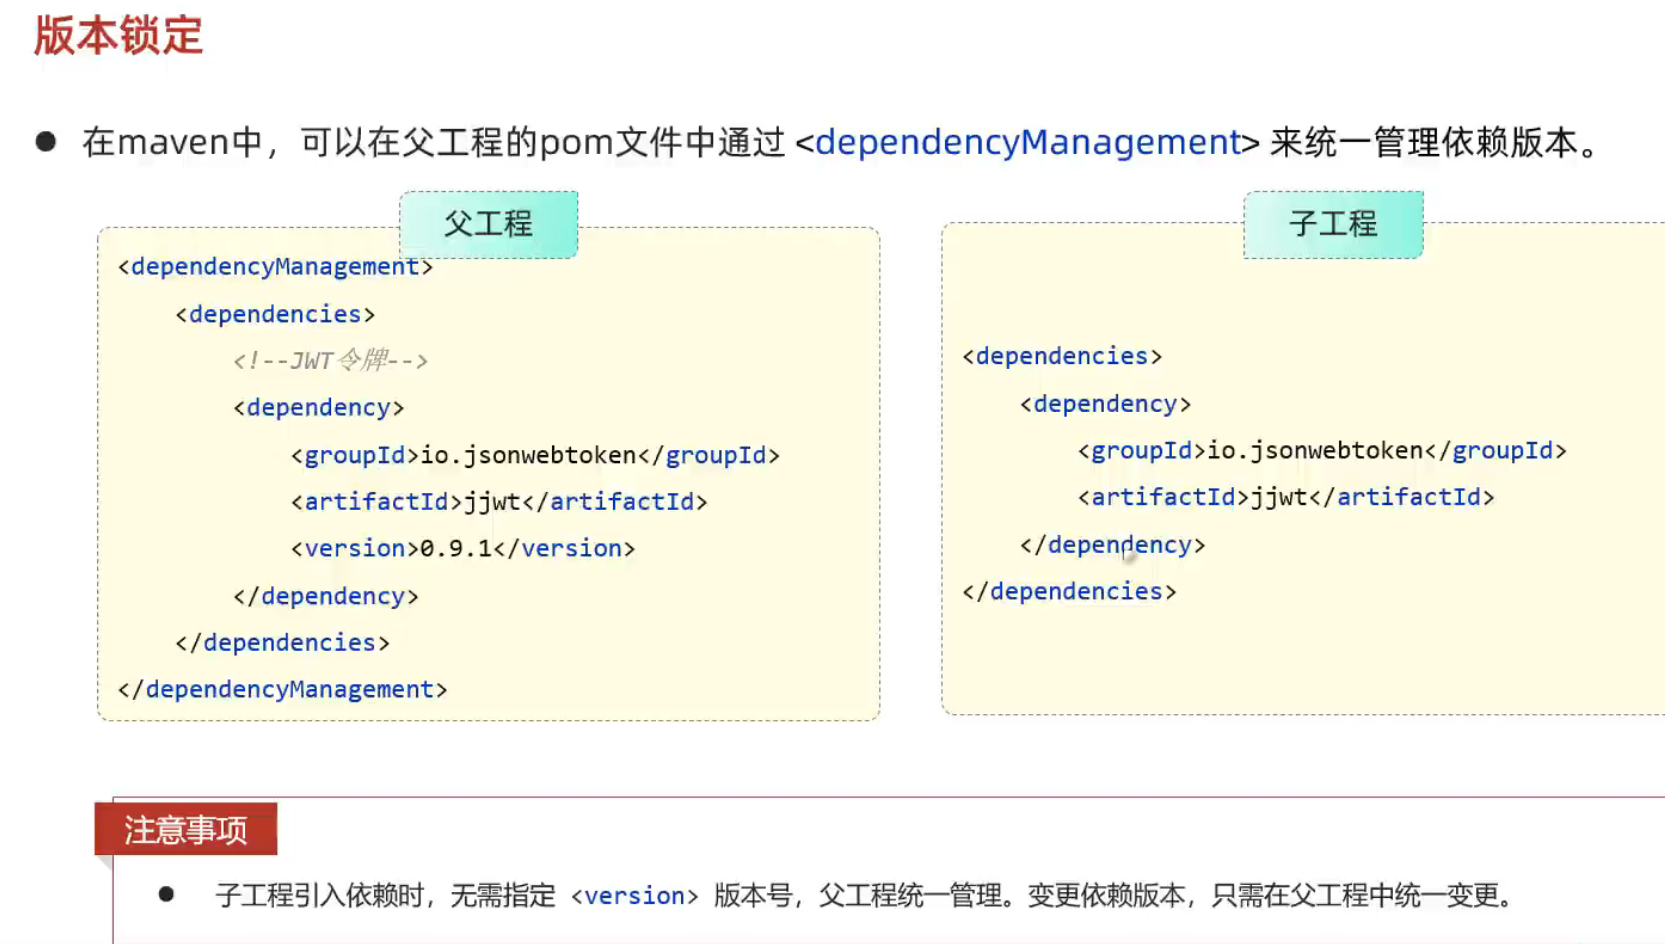 版本锁定
在maven中，可以在父工程的pom文件中通过 <dependencyManagement> 来统一管理依赖版本。
父工程
<dependencyManagement>
<dependencies>
<!--JWT令牌-->
<dependency>
<groupId>io.jsonwebtoken</groupId>
<artifactId>jjwt</artifactId>
<version>0.9.1</version>
</dependency>
</dependencies>
</dependencyManagement>
子工程
<dependencies>
<dependency>
<groupId>io.jsonwebtoken</groupId>
<artifactId>jjwt</artifactId>
</dependency>
</dependencies>
注意事项
子工程引入依赖时，无需指定 <version> 版本号，父工程统一管理。变更依赖版本，只需在父工程中统一变更。